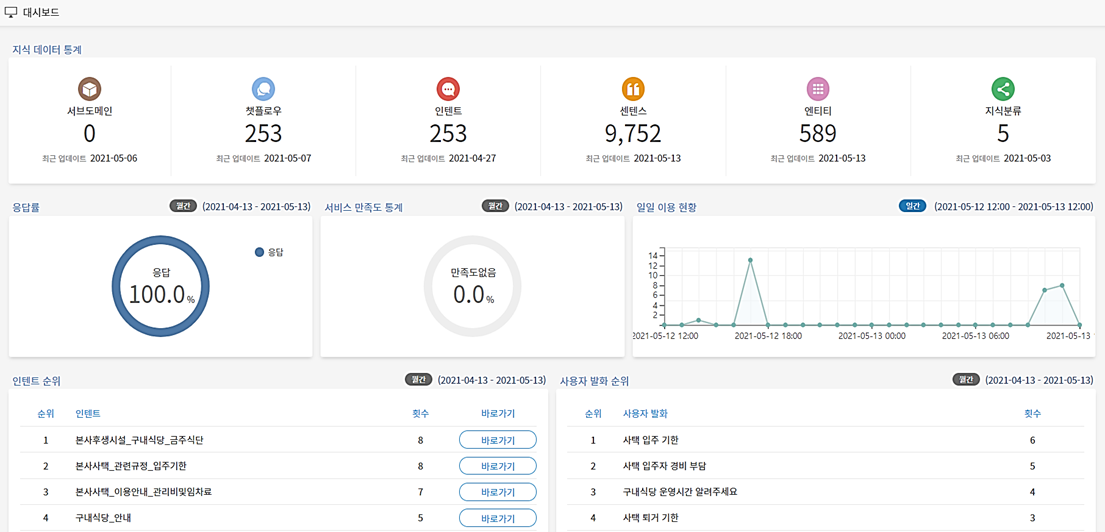 대시보드
지식 데이터 통계
서브도메인 챗플로우 인텐트 센텐스 엔티티 지식분류
0 253 253 9,752 589 5
최근 업데이트 2021-05-06 최근 업데이트 2021-05-07 최근 업데이트 2021-04-27 최근 업데이트 2021-05-13 최근 업데이트 2021-05-13 최근 업데이트 2021-05-03
응답률 월간 (2021-04-13 - 2021-05-13)
응답
100.0 %
응답
서비스 만족도 통계 월간 (2021-04-13 - 2021-05-13)
만족도없음
0.0 %
일일 이용 현황 일간 (2021-05-12 12:00 - 2021-05-13 12:00)
14
12
10
8
6
4
2
2021-05-12 12:00 2021-05-12 18:00 2021-05-13 00:00 2021-05-13 06:00 2021-05-13
인텐트 순위 월간 (2021-04-13 - 2021-05-13)
순위 인텐트 횟수 바로가기
1 본사후생시설_구내식당_금주식단 8 바로가기
2 본사사택_관련규정_입주기한 8 바로가기
3 본사사택_이용안내_관리비및임차료 7 바로가기
4 구내식당_안내 5 바로가기
사용자 발화 순위 월간 (2021-04-13 - 2021-05-13)
순위 사용자 발화 횟수
1 사택 입주 기한 6
2 사택 입주자 경비 부담 5
3 구내식당 운영시간 알려주세요 4
4 사택 퇴거 기한 3